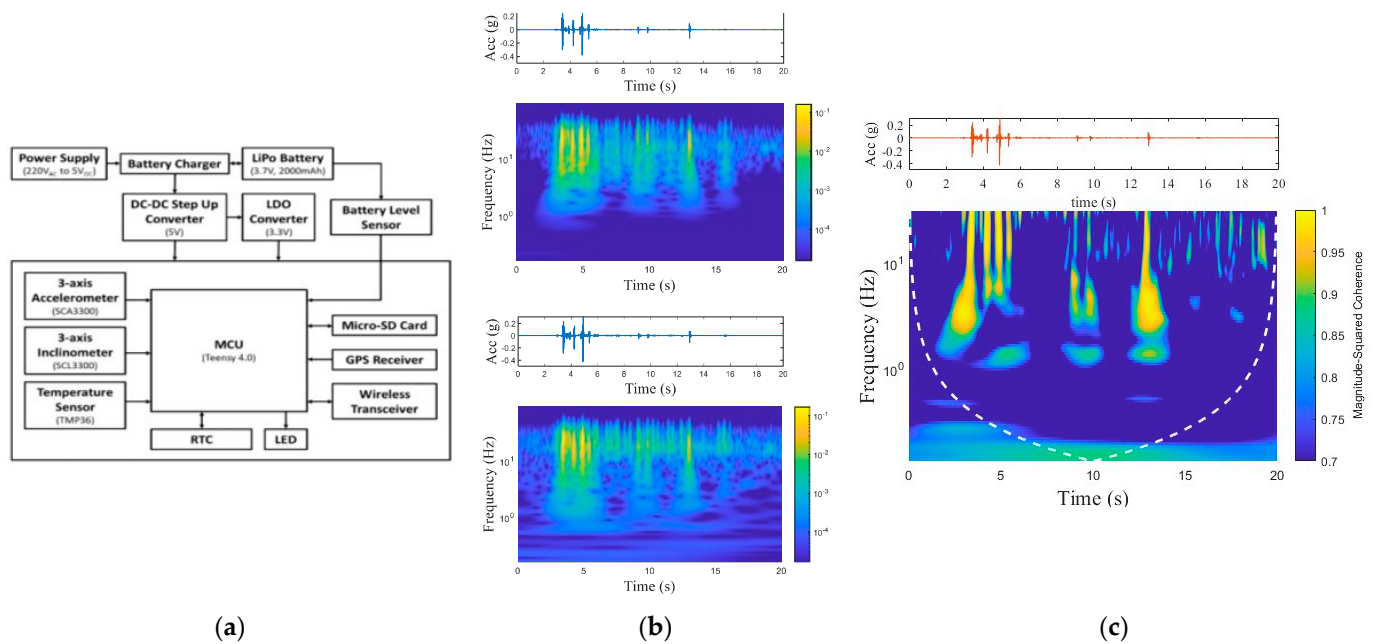 Power Supply
(220VAC to 5VDC)
Battery Charger
LiPo Battery
(3.7V, 2000mAh)
DC-DC Step Up
Converter
(5V)
LDO
Converter
(3.3V)
Battery Level
Sensor
3-axis
Accelerometer
(SCA3300)
3-axis
Inclinometer
(SCL3300)
Temperature
Sensor
(TMP36)
MCU
(Teensy 4.0)
Micro-SD Card
GPS Receiver
Wireless
Transceiver
RTC
LED
(a)
Acc (g)
0.2
0
-0.2
-0.4
0 2 4 6 8 10 12 14 16 18 20
Time (s)
Frequency (Hz)
10^1
10^0
0 5 10 15 20
Time (s)
10^-1
10^-2
10^-3
10^-4
Acc (g)
0.2
0
-0.2
-0.4
0 2 4 6 8 10 12 14 16 18 20
Time (s)
Frequency (Hz)
10^1
10^0
0 5 10 15 20
Time (s)
10^-1
10^-2
10^-3
10^-4
(b)
Acc (g)
0.2
0
-0.2
-0.4
0 2 4 6 8 10 12 14 16 18 20
time (s)
Frequency (Hz)
10^1
10^0
0 5 10 15 20
Time (s)
1
0.95
0.9
0.85
0.8
0.75
0.7
Magnitude-Squared Coherence
(c)